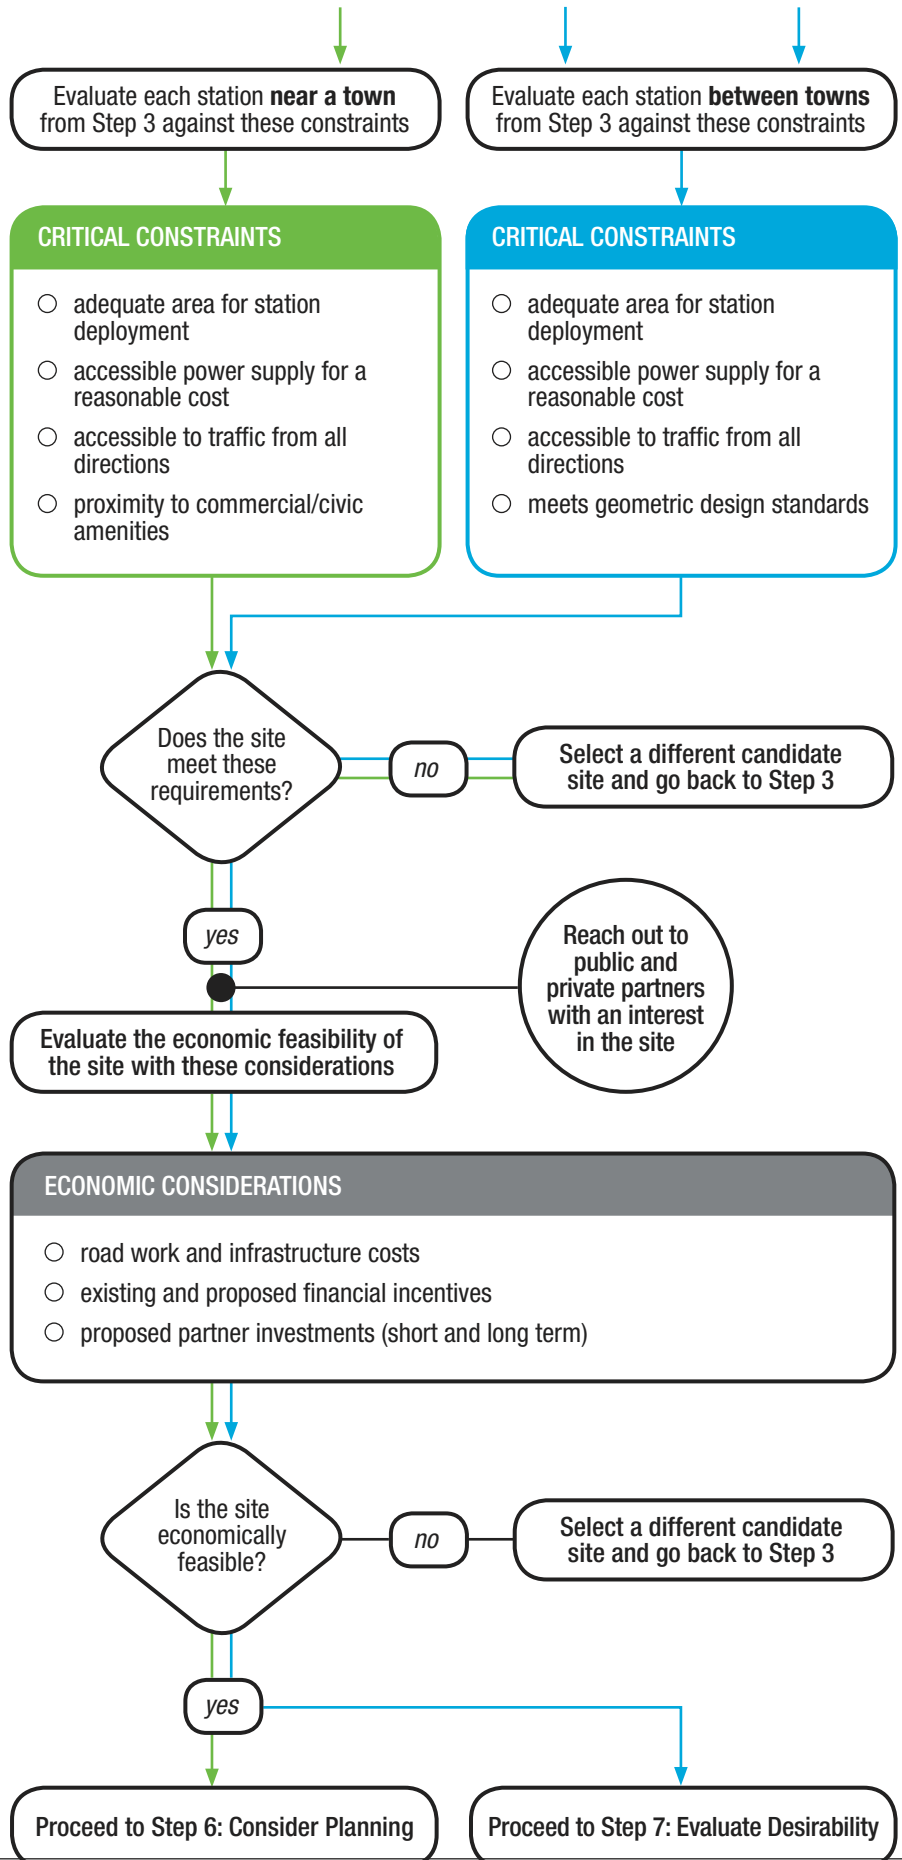 Evaluate each station near a town
from Step 3 against these constraints
Evaluate each station between towns
from Step 3 against these constraints
CRITICAL CONSTRAINTS
adequate area for station
deployment
accessible power supply for a
reasonable cost
accessible to traffic from all
directions
proximity to commercial/civic
amenities
CRITICAL CONSTRAINTS
adequate area for station
deployment
accessible power supply for a
reasonable cost
accessible to traffic from all
directions
meets geometric design standards
Does the site
meet these
requirements?
no
Select a different candidate
site and go back to Step 3
yes
Reach out to
public and
private partners
with an interest
in the site
Evaluate the economic feasibility of
the site with these considerations
ECONOMIC CONSIDERATIONS
road work and infrastructure costs
existing and proposed financial incentives
proposed partner investments (short and long term)
Is the site
economically
feasible?
no
Select a different candidate
site and go back to Step 3
yes
Proceed to Step 6: Consider Planning
Proceed to Step 7: Evaluate Desirability